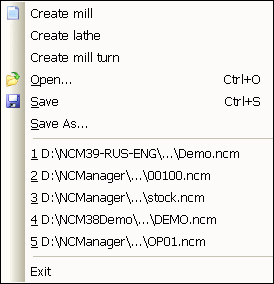 Create mill
Create lathe
Create mill turn
Open... Ctrl+O
Save Ctrl+S
Save As...
1 D:\NCM39-RUS-ENG\...\Demo.ncm
2 D:\NCManager\...\00100.ncm
3 D:\NCManager\...\stock.ncm
4 D:\NCM38Demo\...\DEMO.ncm
5 D:\NCManager\...\OP01.ncm
Exit